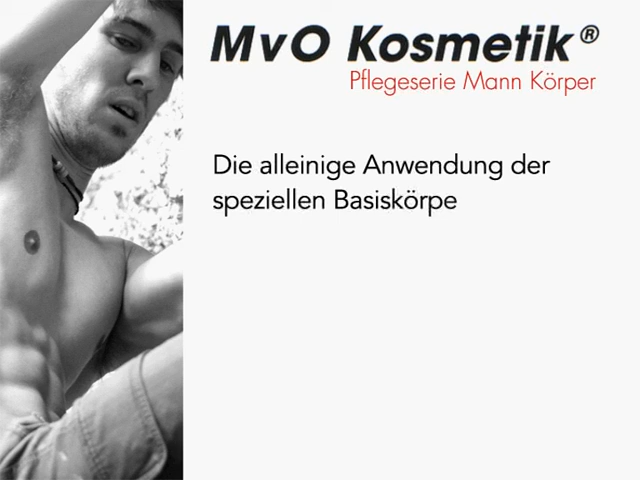 MvO Kosmetik®
Pflegeserie Mann Körper
Die alleinige Anwendung der
speziellen Basiskörpe